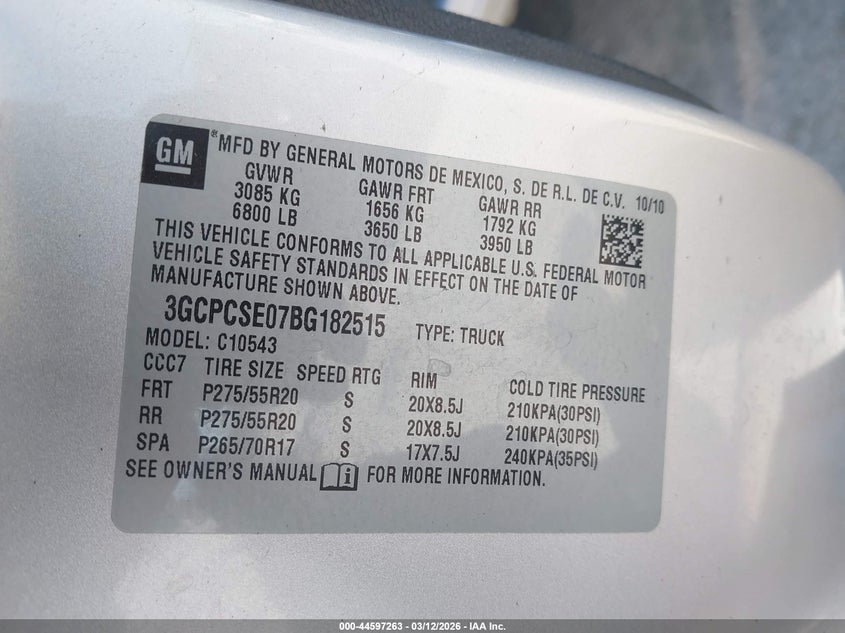 GM ® MFD BY GENERAL MOTORS DE MEXICO, S. DE R.L. DE C.V. 10/10
GVWR GAWR FRT GAWR RR
3085 KG 1656 KG 1792 KG
6800 LB 3650 LB 3950 LB
THIS VEHICLE CONFORMS TO ALL APPLICABLE U.S. FEDERAL MOTOR
VEHICLE SAFETY STANDARDS IN EFFECT ON THE DATE OF
MANUFACTURE SHOWN ABOVE.
3GCPCSE07BG182515 TYPE: TRUCK
MODEL: C10543
CCC7 TIRE SIZE SPEED RTG RIM COLD TIRE PRESSURE
FRT P275/55R20 S 20X8.5J 210KPA(30PSI)
RR P275/55R20 S 20X8.5J 210KPA(30PSI)
SPA P265/70R17 S 17X7.5J 240KPA(35PSI)
SEE OWNER'S MANUAL i FOR MORE INFORMATION.
000-44597263 - 03/12/2026 - IAA Inc.